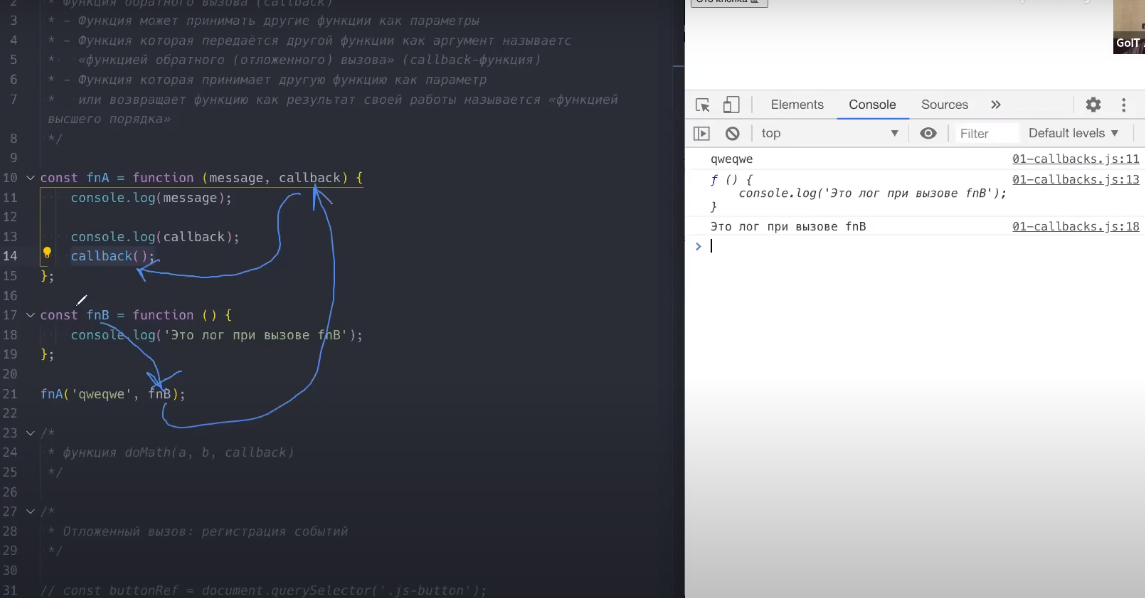 2 * Функция обратного вызова (callback)
3 * - Функция может принимать другие функции как параметры
4 * - Функция которая передаётся другой функции как аргумент называетс
5 * «функцией обратного (отложенного) вызова» (callback-функция)
6 * - Функция которая принимает другую функцию как параметр
7 * или возвращает функцию как результат своей работы называется «функцией
высшего порядка»
8 */
9
10 const fnA = function (message, callback) {
11 console.log(message);
12
13 console.log(callback);
14 callback();
15 };
16
17 const fnB = function () {
18 console.log('Это лог при вызове fnB');
19 };
20
21 fnA('qweqwe', fnB);
22
23 /*
24 * функция doMath(a, b, callback)
25 */
26
27 /*
28 * Отложенный вызов: регистрация событий
29 */
30
31 // const buttonRef = document.querySelector('.js-button');
GoIT
Elements Console Sources »
top Filter Default levels ▼
qweqwe 01-callbacks.js:11
ƒ () { 01-callbacks.js:13
console.log('Это лог при вызове fnB');
}
Это лог при вызове fnB 01-callbacks.js:18
>